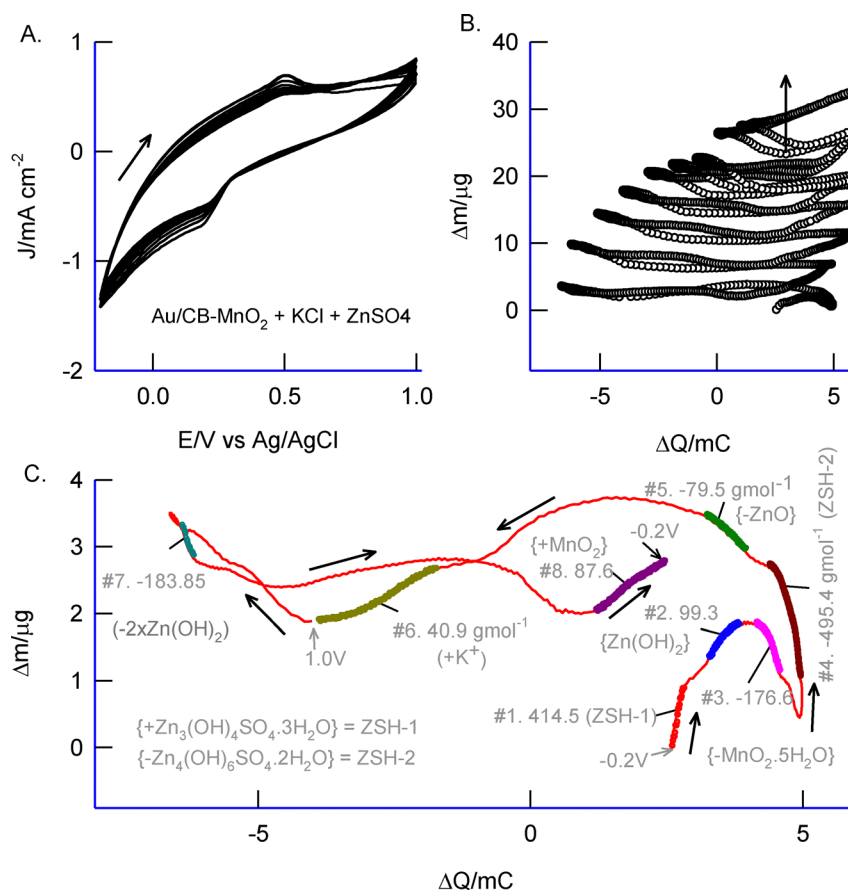 A.
B.
1
0
-1
-2
J/mA cm⁻²
Au/CB-MnO₂ + KCl + ZnSO4
0.0 0.5 1.0
E/V vs Ag/AgCl
40
30
20
10
0
Δm/μg
-5 0 5
ΔQ/mC
C.
4
3
2
1
0
Δm/μg
#5. -79.5 gmol⁻¹
{-ZnO}
-0.2V
{+MnO₂}
#8. 87.6
#7. -183.85
(-2xZn(OH)₂)
#6. 40.9 gmol⁻¹
(+K⁺)
1.0V
#2. 99.3
{Zn(OH)₂}
#3. -176.6
#4. -495.4 gmol⁻¹ (ZSH-2)
#1. 414.5 (ZSH-1)
{+Zn₃(OH)₄SO₄.3H₂O} = ZSH-1
{-Zn₄(OH)₆SO₄.2H₂O} = ZSH-2
-0.2V
{-MnO₂.5H₂O}
-5 0 5
ΔQ/mC